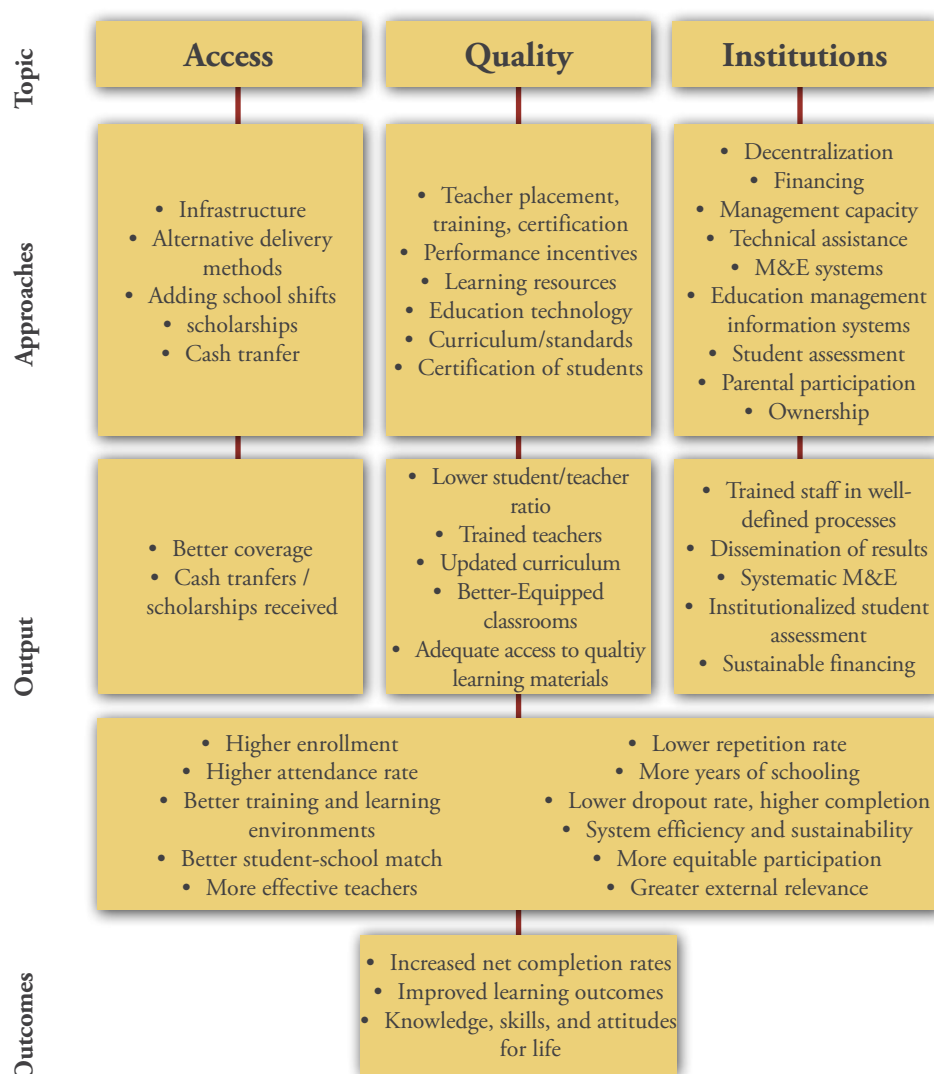 Topic
Access
Quality
Institutions
Approaches
• Infrastructure
• Alternative delivery
methods
• Adding school shifts
• scholarships
• Cash tranfer
• Teacher placement,
training, certification
• Performance incentives
• Learning resources
• Education technology
• Curriculum/standards
• Certification of students
• Decentralization
• Financing
• Management capacity
• Technical assistance
• M&E systems
• Education management
information systems
• Student assessment
• Parental participation
• Ownership
Output
• Better coverage
• Cash tranfers /
scholarships received
• Lower student/teacher
ratio
• Trained teachers
• Updated curriculum
• Better-Equipped
classrooms
• Adequate access to qualtiy
learning materials
• Trained staff in well-
defined processes
• Dissemination of results
• Systematic M&E
• Institutionalized student
assessment
• Sustainable financing
• Higher enrollment
• Higher attendance rate
• Better training and learning
environments
• Better student-school match
• More effective teachers
• Lower repetition rate
• More years of schooling
• Lower dropout rate, higher completion
• System efficiency and sustainability
• More equitable participation
• Greater external relevance
Outcomes
• Increased net completion rates
• Improved learning outcomes
• Knowledge, skills, and attitudes
for life